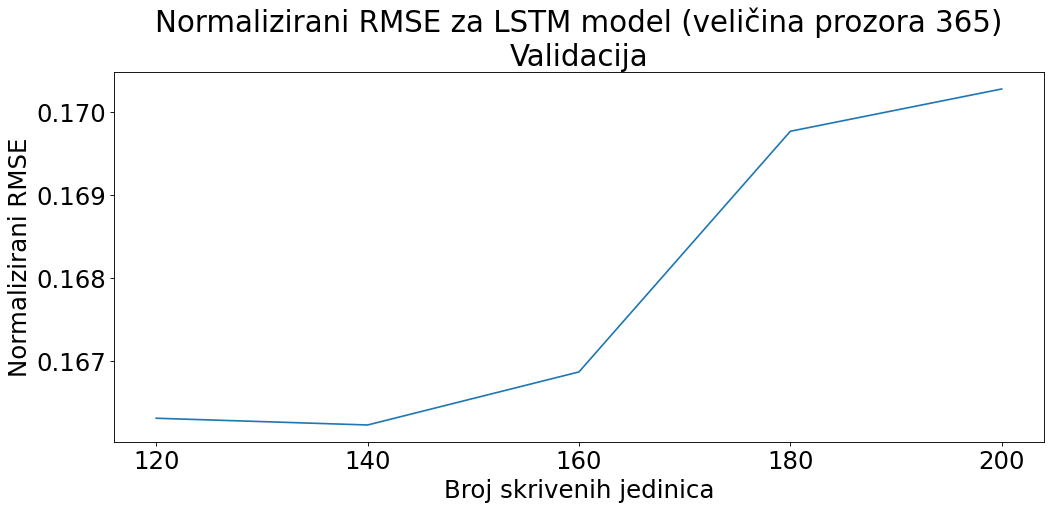 Normalizirani RMSE za LSTM model (veličina prozora 365)
Validacija
Normalizirani RMSE
0.170
0.169
0.168
0.167
120 140 160 180 200
Broj skrivenih jedinica